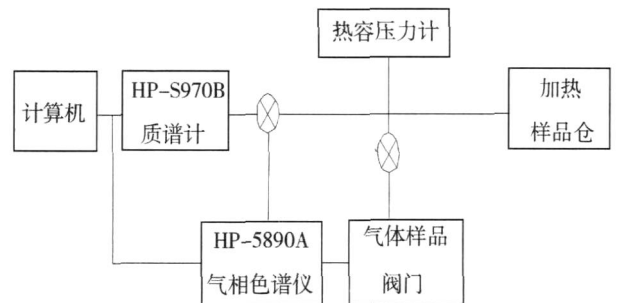 热容压力计
计算机
HP-S970B
质谱计
加热
样品仓
HP-5890A
气相色谱仪
气体样品
阀门